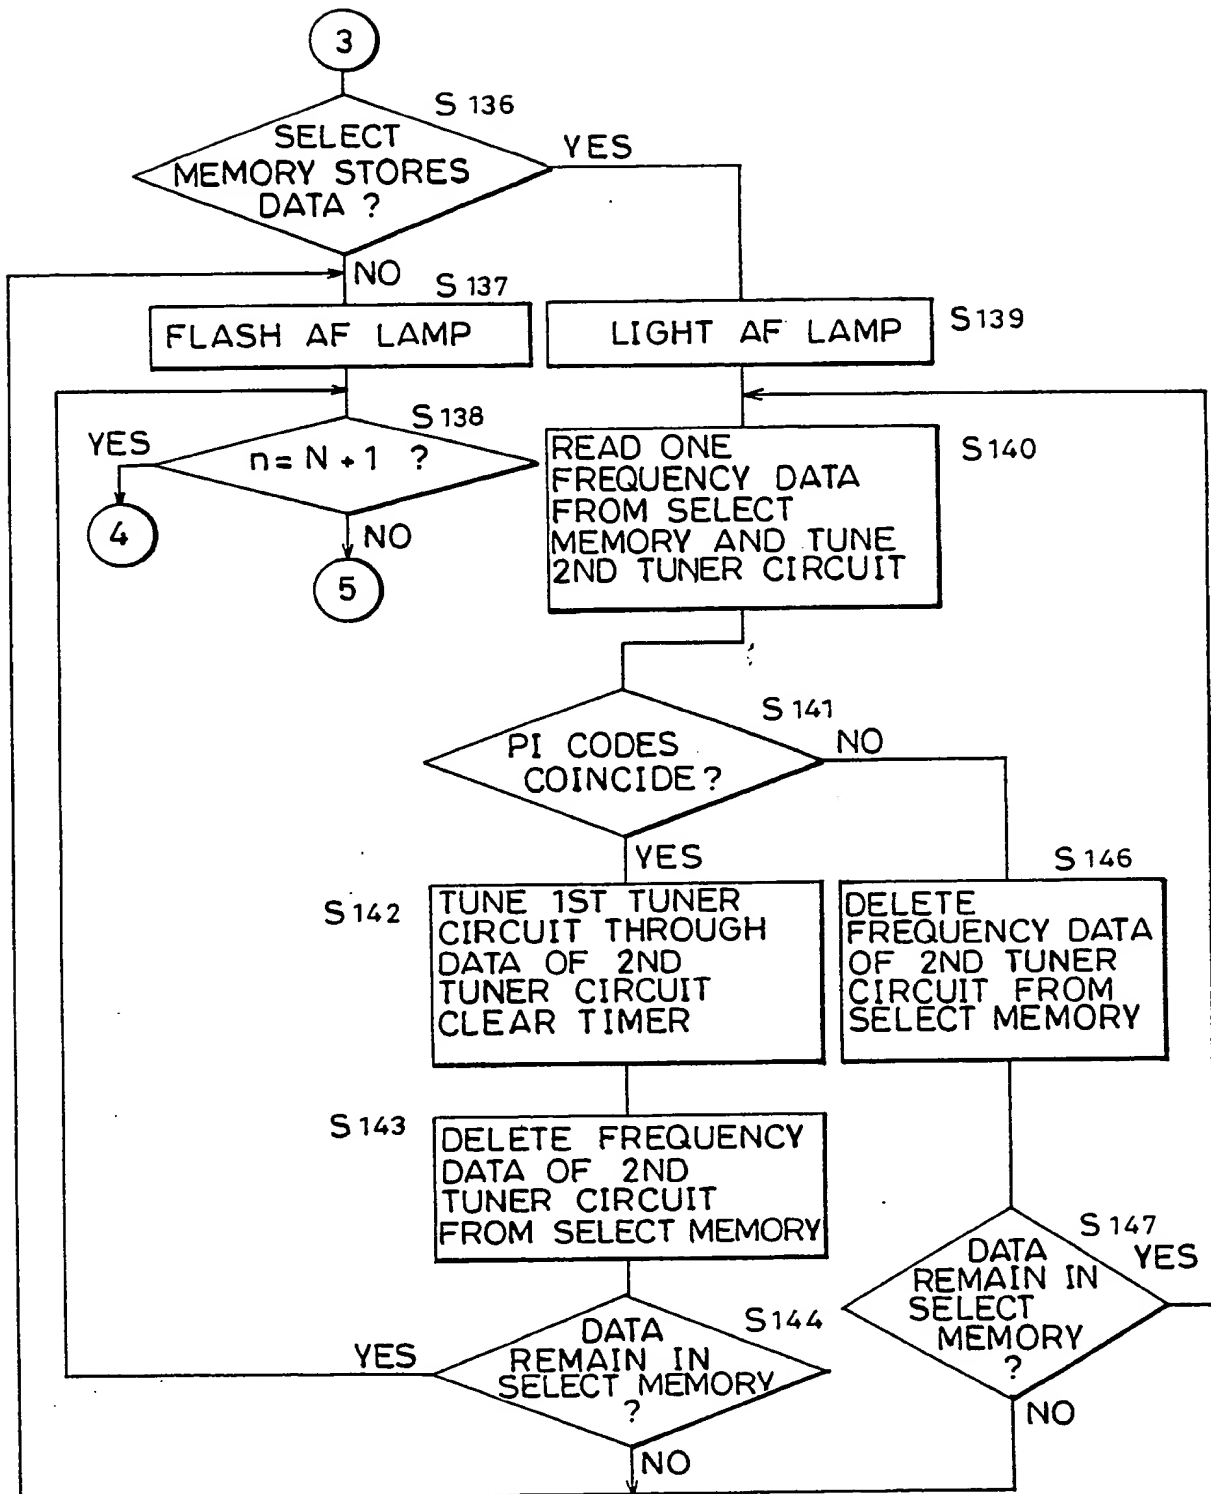 3
S 136
SELECT
MEMORY STORES
DATA ?
YES
NO
S 137
FLASH AF LAMP
LIGHT AF LAMP
S 139
S 138
YES
n = N + 1 ?
4
NO
5
READ ONE
FREQUENCY DATA
FROM SELECT
MEMORY AND TUNE
2ND TUNER CIRCUIT
S 140
S 141
PI CODES
COINCIDE ?
NO
YES
S 142
TUNE 1ST TUNER
CIRCUIT THROUGH
DATA OF 2ND
TUNER CIRCUIT
CLEAR TIMER
S 146
DELETE
FREQUENCY DATA
OF 2ND TUNER
CIRCUIT FROM
SELECT MEMORY
S 143
DELETE FREQUENCY
DATA OF 2ND
TUNER CIRCUIT
FROM SELECT MEMORY
S 147
DATA
REMAIN IN
SELECT
MEMORY
?
YES
NO
S 144
DATA
REMAIN IN
SELECT MEMORY
?
YES
NO